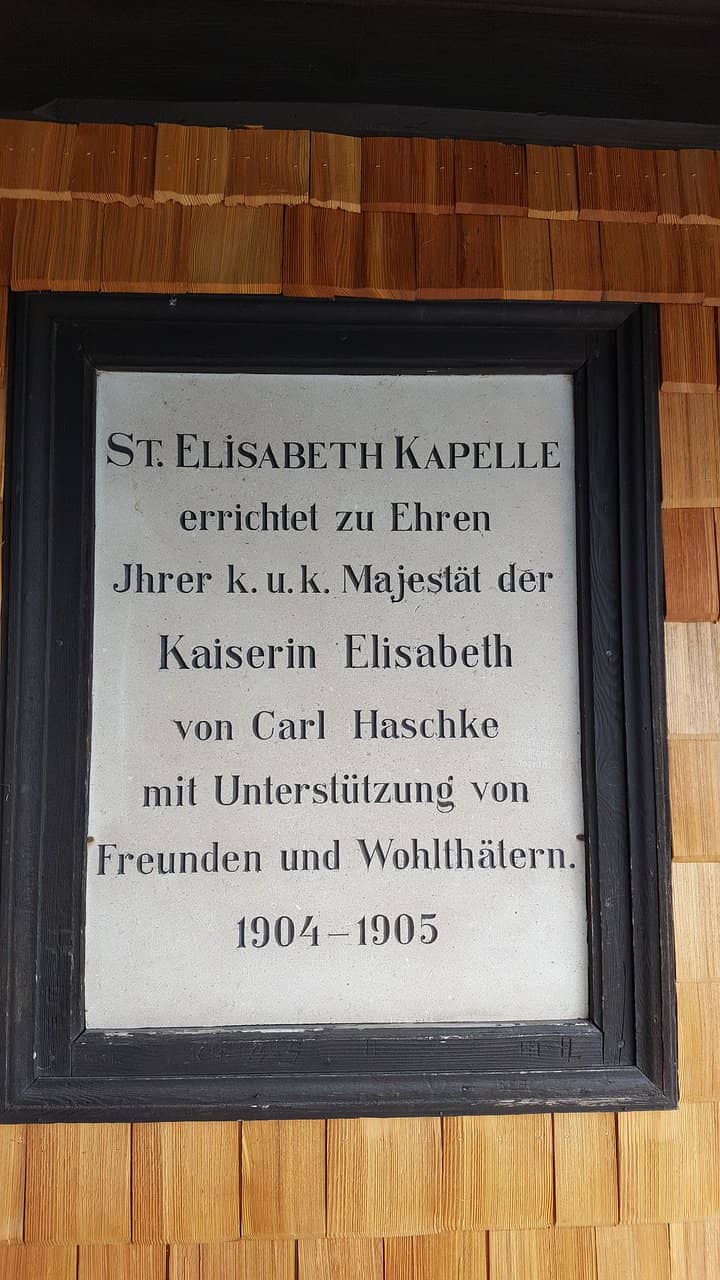 St. Elisabeth Kapelle
errichtet zu Ehren
Jhrer k. u. k. Majestät der
Kaiserin Elisabeth
von Carl Haschke
mit Unterstützung von
Freunden und Wohlthätern.
1904–1905